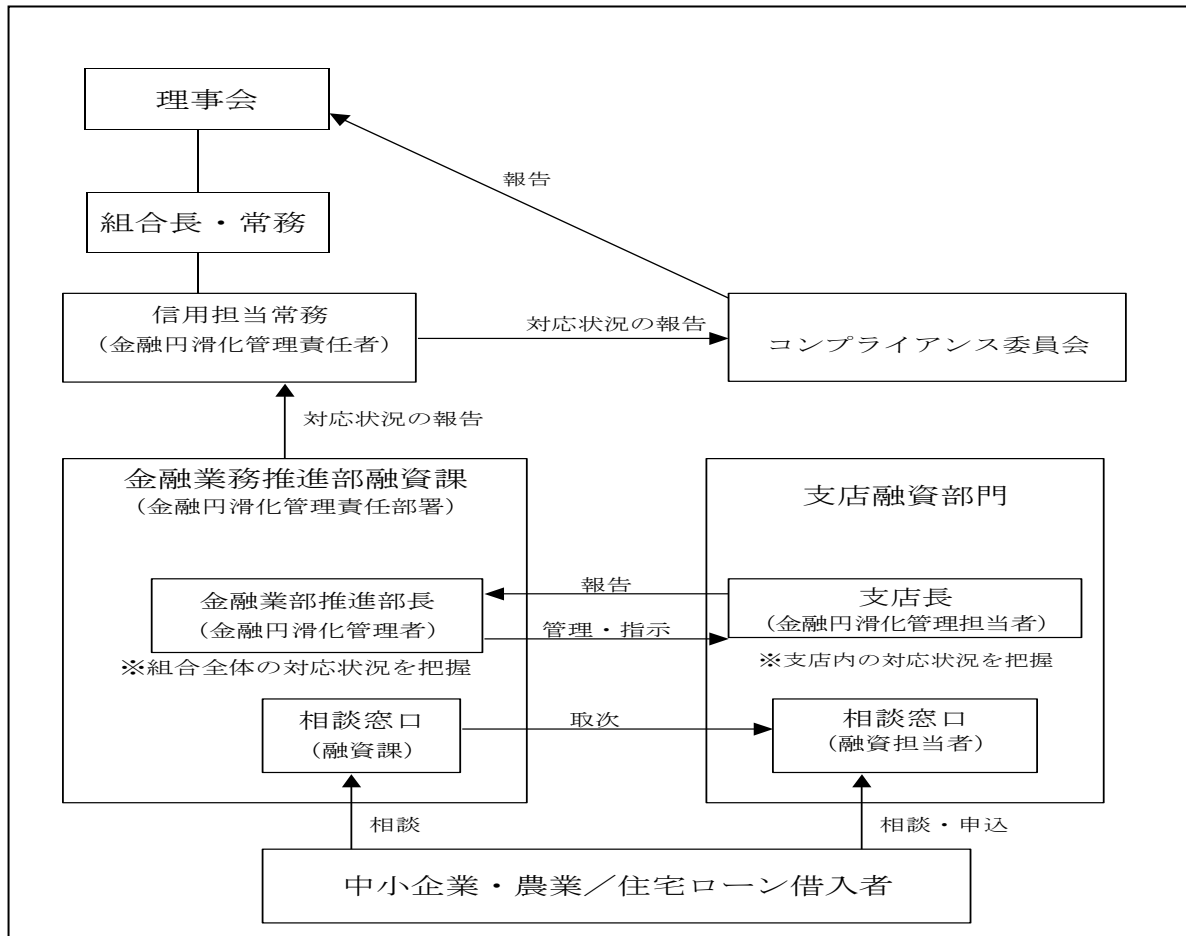 理事会
報告
組合長・常務
信用担当常務
(金融円滑化管理責任者)
対応状況の報告
コンプライアンス委員会
対応状況の報告
金融業務推進部融資課
(金融円滑化管理責任部署)
支店融資部門
金融業部推進部長
(金融円滑化管理者)
※組合全体の対応状況を把握
報告
管理・指示
支店長
(金融円滑化管理担当者)
※支店内の対応状況を把握
相談窓口
(融資課)
取次
相談窓口
(融資担当者)
相談
相談・申込
中小企業・農業／住宅ローン借入者